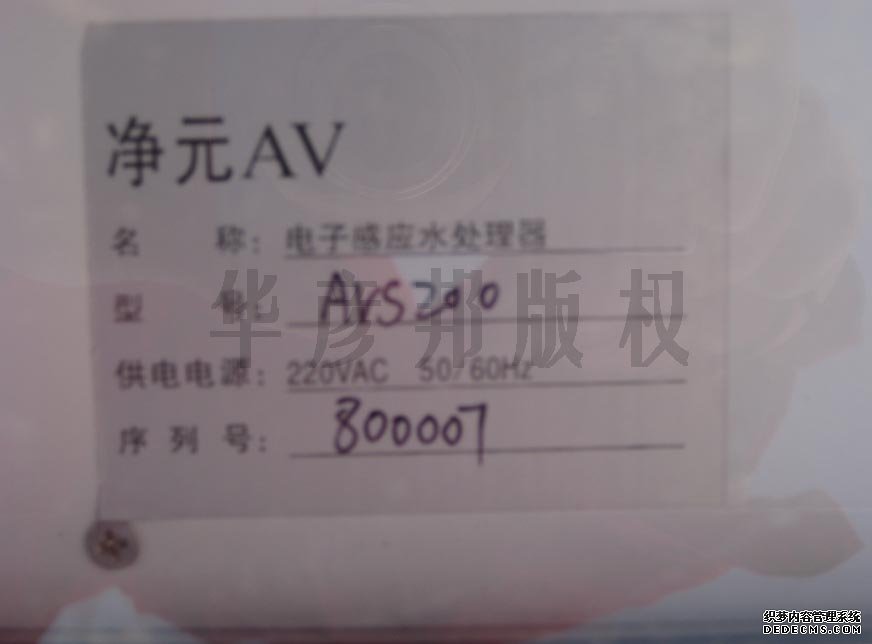 净元AV
名 称: 电子感应水处理器
型 号: AVS200
华彦邦版权
供电电源: 220VAC 50/60Hz
序列号: 800007
织梦内容管理系统
DEDECMS.COM